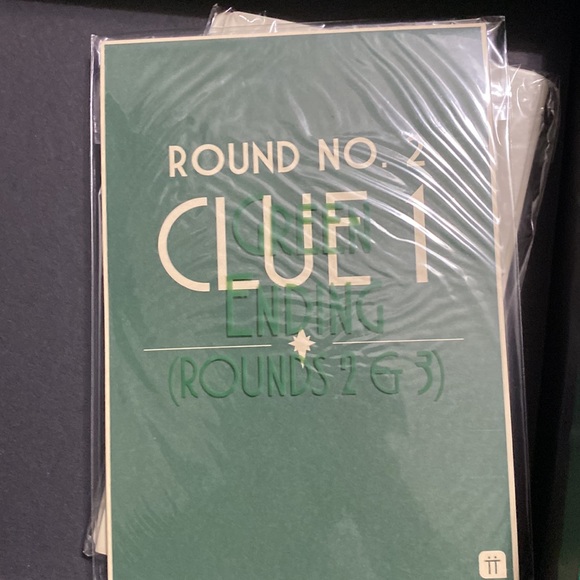 ROUND NO. 2
CLUE 1
GREEN
ENDING
(ROUNDS 2 & 3)